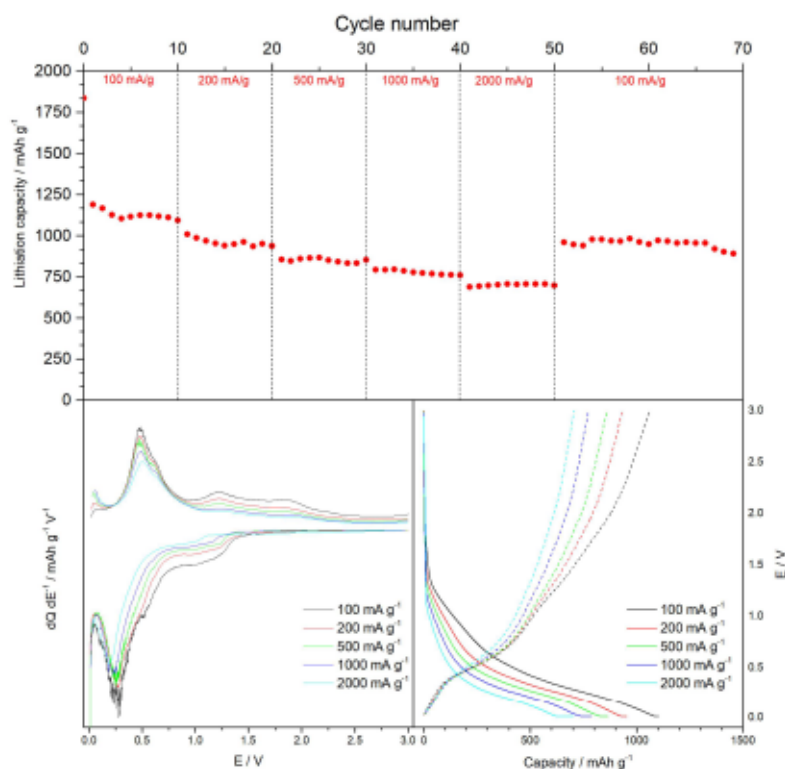 Cycle number
0 10 20 30 40 50 60 70
2000 100 mA/g 200 mA/g 500 mA/g 1000 mA/g 2000 mA/g 100 mA/g
1750
1500
1250
1000
750
500
250
0
Lithiation capacity / mAh g⁻¹
dQ dE⁻¹ / mAh g⁻¹ V⁻¹
100 mA g⁻¹
200 mA g⁻¹
500 mA g⁻¹
1000 mA g⁻¹
2000 mA g⁻¹
0.0 0.5 1.0 1.5 2.0 2.5 3.0
E / V
3.0
2.5
2.0
1.5
1.0
0.5
0.0
E / V
100 mA g⁻¹
200 mA g⁻¹
500 mA g⁻¹
1000 mA g⁻¹
2000 mA g⁻¹
0 500 1000 1500
Capacity / mAh g⁻¹